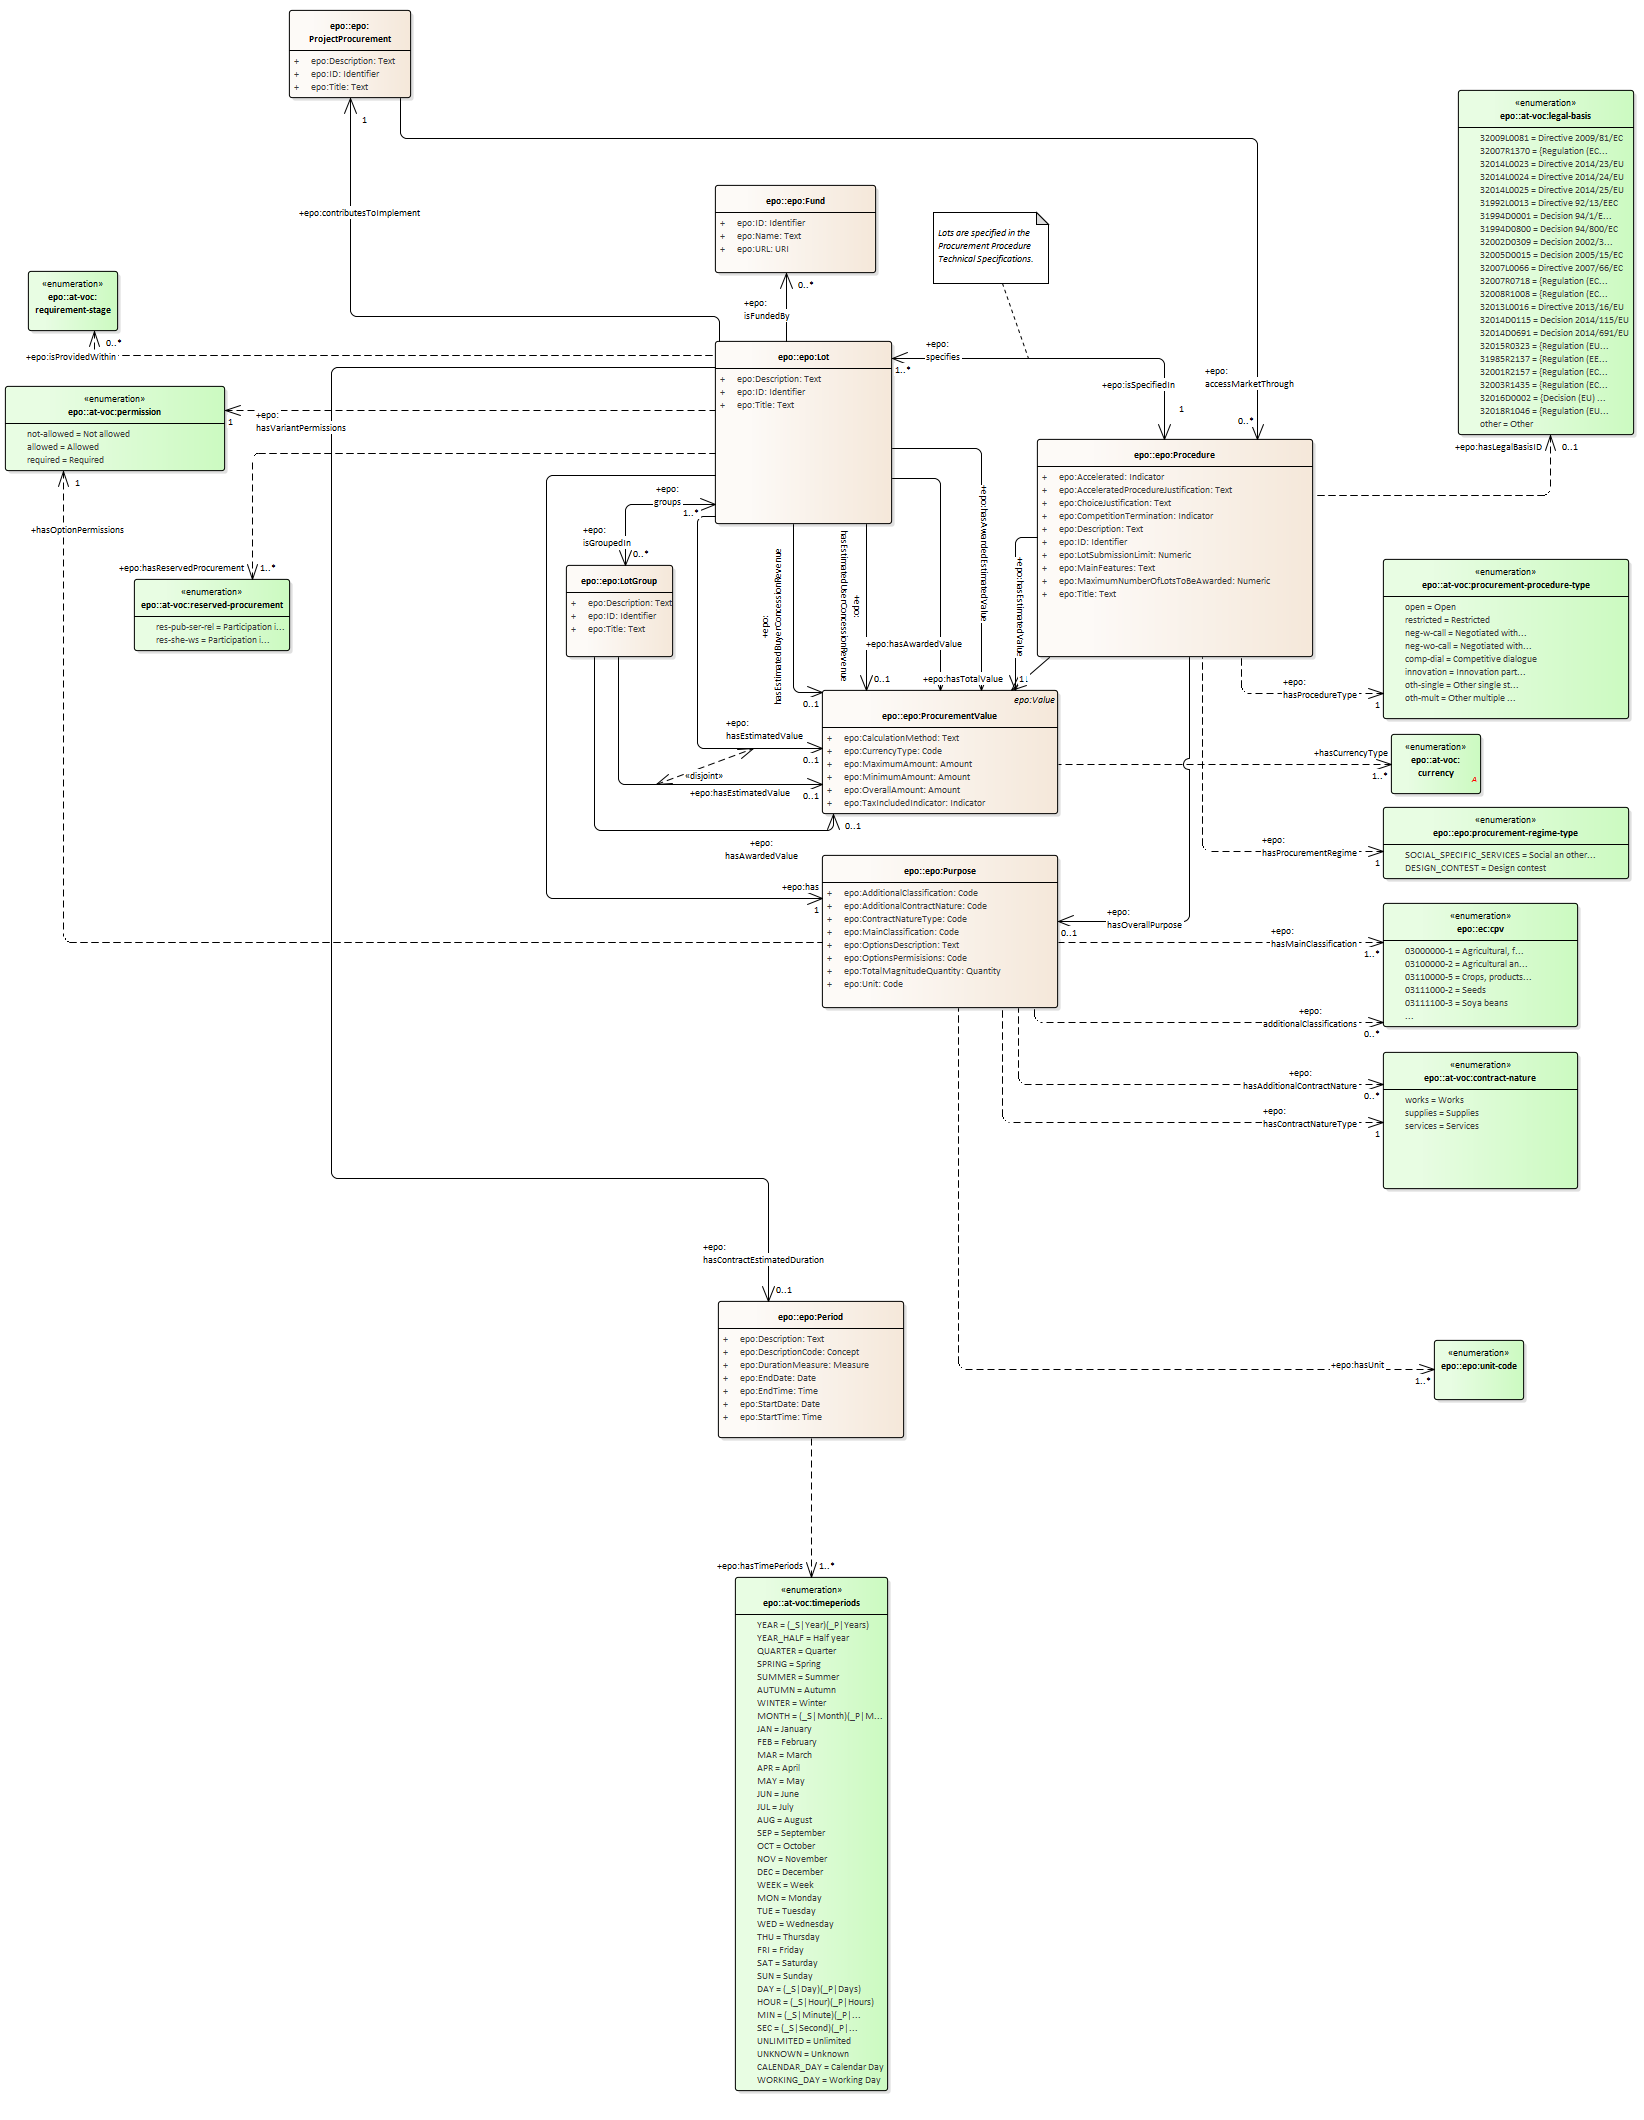 epo::epo:
ProjectProcurement
+ epo:Description: Text
+ epo:ID: Identifier
+ epo:Title: Text
1
+epo:contributesToImplement
«enumeration»
epo::at-voc:legal-basis
32009L0081 = Directive 2009/81/EC
32007R1370 = {Regulation (EC...
32014L0023 = Directive 2014/23/EU
32014L0024 = Directive 2014/24/EU
32014L0025 = Directive 2014/25/EU
31992L0013 = Directive 92/13/EEC
31994D0001 = Decision 94/1/E...
31994D0800 = Decision 94/800/EC
32002D0309 = Decision 2002/3...
32005D0015 = Decision 2005/15/EC
32007L0066 = Directive 2007/66/EC
32007R0718 = {Regulation (EC...
32008R1008 = {Regulation (EC...
32013L0016 = Directive 2013/16/EU
32014D0115 = Decision 2014/115/EU
32014D0691 = Decision 2014/691/EU
32015R0323 = {Regulation (EU...
31985R2137 = {Regulation (EE...
32001R2157 = {Regulation (EC...
32003R1435 = {Regulation (EC...
32016D0002 = {Decision (EU) ...
32018R1046 = {Regulation (EU...
other = Other
+epo:hasLegalBasisID
0..1
epo::epo:Fund
+ epo:ID: Identifier
+ epo:Name: Text
+ epo:URL: URI
0..*
+epo:
isFundedBy
Lots are specified in the
Procurement Procedure
Technical Specifications.
«enumeration»
epo::at-voc:
requirement-stage
0..*
+epo:isProvidedWithin
epo::epo:Lot
+ epo:Description: Text
+ epo:ID: Identifier
+ epo:Title: Text
+epo:
specifies
1..*
+epo:isSpecifiedIn
1
+epo:
accessMarketThrough
0..*
«enumeration»
epo::at-voc:permission
not-allowed = Not allowed
allowed = Allowed
required = Required
1
+epo:
hasVariantPermissions
1
+hasOptionPermissions
epo::epo:Procedure
+ epo:Accelerated: Indicator
+ epo:AcceleratedProcedureJustification: Text
+ epo:ChoiceJustification: Text
+ epo:CompetitionTermination: Indicator
+ epo:Description: Text
+ epo:ID: Identifier
+ epo:LotSubmissionLimit: Numeric
+ epo:MainFeatures: Text
+ epo:MaximumNumberOfLotsToBeAwarded: Numeric
+ epo:Title: Text
+epo:
groups
1..*
+epo:
isGroupedIn
0..*
+epo:hasReservedProcurement
1..*
«enumeration»
epo::at-voc:reserved-procurement
res-pub-ser-rel = Participation i...
res-she-ws = Participation i...
epo::epo:LotGroup
+ epo:Description: Text
+ epo:ID: Identifier
+ epo:Title: Text
+epo:
hasEstimatedBuyerConcessionRevenue
0..1
+epo:
hasEstimatedUserConcessionRevenue
0..1
+epo:hasAwardedValue
+epo:hasAwardedEstimatedValue
+epo:hasTotalValue
+epo:hasEstimatedValue
«enumeration»
epo::at-voc:procurement-procedure-type
open = Open
restricted = Restricted
neg-w-call = Negotiated with...
neg-wo-call = Negotiated with...
comp-dial = Competitive dialogue
innovation = Innovation part...
oth-single = Other single st...
oth-mult = Other multiple ...
+epo:
hasProcedureType
1
epo:Value
epo::epo:ProcurementValue
+ epo:CalculationMethod: Text
+ epo:CurrencyType: Code
+ epo:MaximumAmount: Amount
+ epo:MinimumAmount: Amount
+ epo:OverallAmount: Amount
+ epo:TaxIncludedIndicator: Indicator
+epo:
hasEstimatedValue
0..1
«disjoint»
+epo:hasEstimatedValue
0..1
0..1
+epo:
hasAwardedValue
+hasCurrencyType
1..*
«enumeration»
epo::at-voc:
currency
A
«enumeration»
epo::epo:procurement-regime-type
SOCIAL_SPECIFIC_SERVICES = Social an other...
DESIGN_CONTEST = Design contest
+epo:
hasProcurementRegime
1
epo::epo:Purpose
+ epo:AdditionalClassification: Code
+ epo:AdditionalContractNature: Code
+ epo:ContractNatureType: Code
+ epo:MainClassification: Code
+ epo:OptionsDescription: Text
+ epo:OptionsPermisisions: Code
+ epo:TotalMagnitudeQuantity: Quantity
+ epo:Unit: Code
+epo:has
1
+epo:
hasOverallPurpose
0..1
«enumeration»
epo::ec:cpv
03000000-1 = Agricultural, f...
03100000-2 = Agricultural an...
03110000-5 = Crops, products...
03111000-2 = Seeds
03111100-3 = Soya beans
...
+epo:
hasMainClassification
1..*
+epo:
additionalClassifications
0..*
«enumeration»
epo::at-voc:contract-nature
works = Works
supplies = Supplies
services = Services
+epo:
hasAdditionalContractNature
0..*
+epo:
hasContractNatureType
1
+epo:
hasContractEstimatedDuration
0..1
epo::epo:Period
+ epo:Description: Text
+ epo:DescriptionCode: Concept
+ epo:DurationMeasure: Measure
+ epo:EndDate: Date
+ epo:EndTime: Time
+ epo:StartDate: Date
+ epo:StartTime: Time
+epo:hasUnit
1..*
«enumeration»
epo::epo:unit-code
+epo:hasTimePeriods
1..*
«enumeration»
epo::at-voc:timeperiods
YEAR = (_S|Year)(_P|Years)
YEAR_HALF = Half year
QUARTER = Quarter
SPRING = Spring
SUMMER = Summer
AUTUMN = Autumn
WINTER = Winter
MONTH = (_S|Month)(_P|M...
JAN = January
FEB = February
MAR = March
APR = April
MAY = May
JUN = June
JUL = July
AUG = August
SEP = September
OCT = October
NOV = November
DEC = December
WEEK = Week
MON = Monday
TUE = Tuesday
WED = Wednesday
THU = Thursday
FRI = Friday
SAT = Saturday
SUN = Sunday
DAY = (_S|Day)(_P|Days)
HOUR = (_S|Hour)(_P|Hours)
MIN = (_S|Minute)(_P|...
SEC = (_S|Second)(_P|...
UNLIMITED = Unlimited
UNKNOWN = Unknown
CALENDAR_DAY = Calendar Day
WORKING_DAY = Working Day